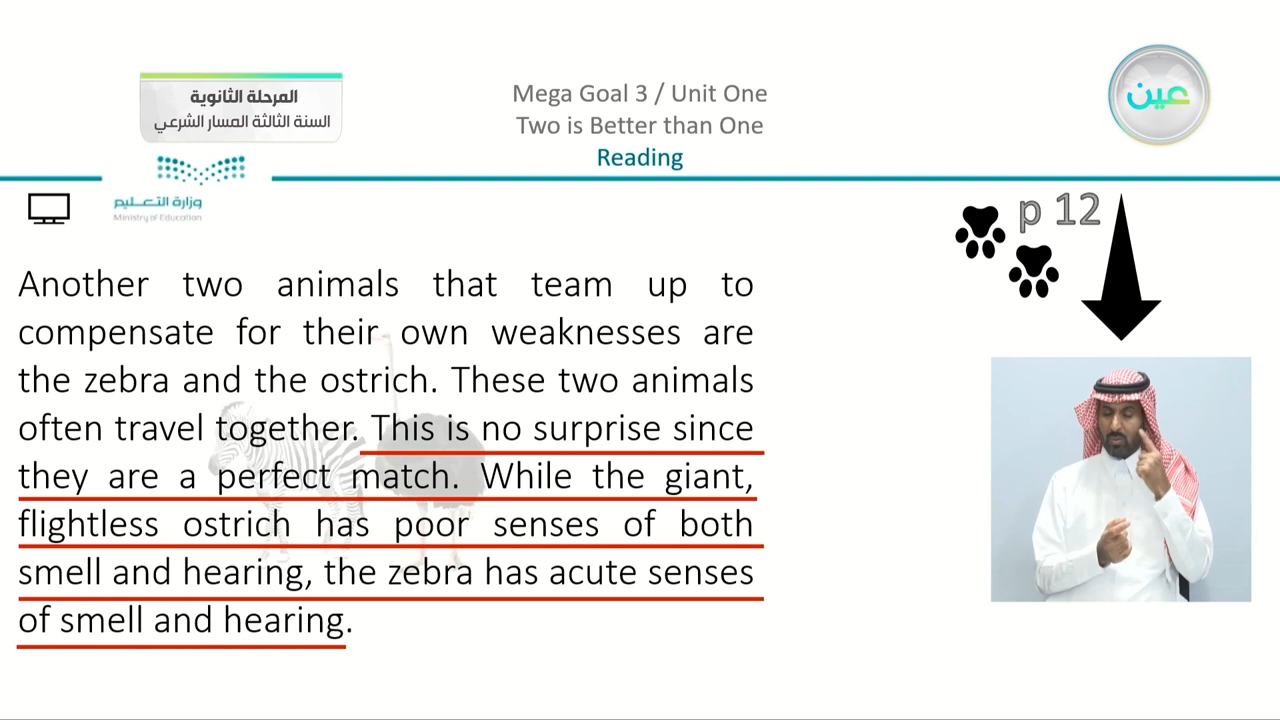 المرحلة الثانوية
السنة الثالثة المسار الشرعي
Mega Goal 3 / Unit One
Two is Better than One
Reading
عين
وزارة التعليم
Ministry of Education
p 12
Another two animals that team up to
compensate for their own weaknesses are
the zebra and the ostrich. These two animals
often travel together. This is no surprise since
they are a perfect match. While the giant,
flightless ostrich has poor senses of both
smell and hearing, the zebra has acute senses
of smell and hearing.